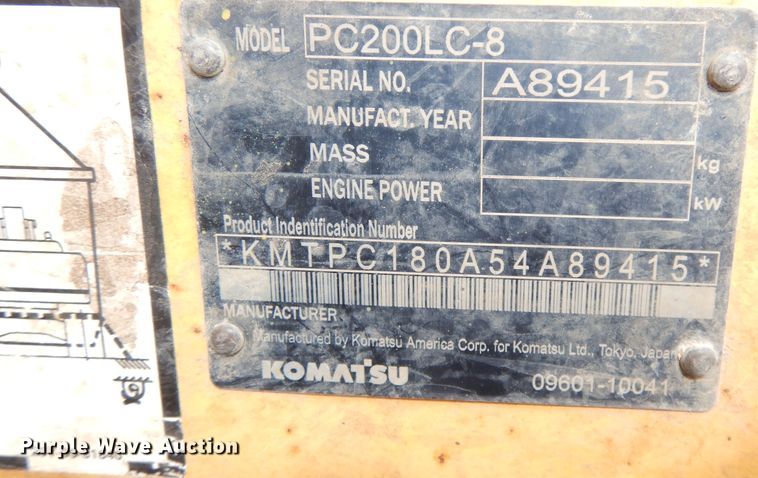 MODEL PC200LC-8
SERIAL NO. A89415
MANUFACT. YEAR
MASS kg
ENGINE POWER kW
Product Indentification Number
*KMTPC180A54A89415*
MANUFACTURER
Manufactured by Komatsu America Corp. for Komatsu Ltd., Tokyo, Japan
KOMATSU 09601-10041
Purple Wave Auction